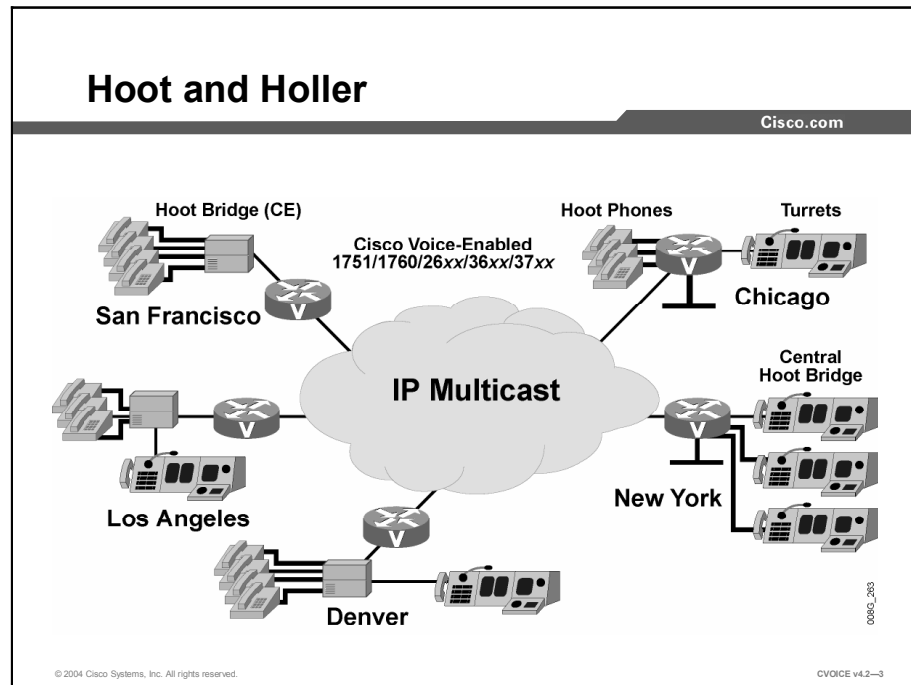 Hoot and Holler
Cisco.com
Hoot Bridge (CE)
Cisco Voice-Enabled
1751/1760/26xx/36xx/37xx
Hoot Phones
Turrets
V
San Francisco
V
Chicago
IP Multicast
Central
Hoot Bridge
V
Los Angeles
V
New York
V
Denver
008G_263
© 2004 Cisco Systems, Inc. All rights reserved.
CVOICE v4.2—3